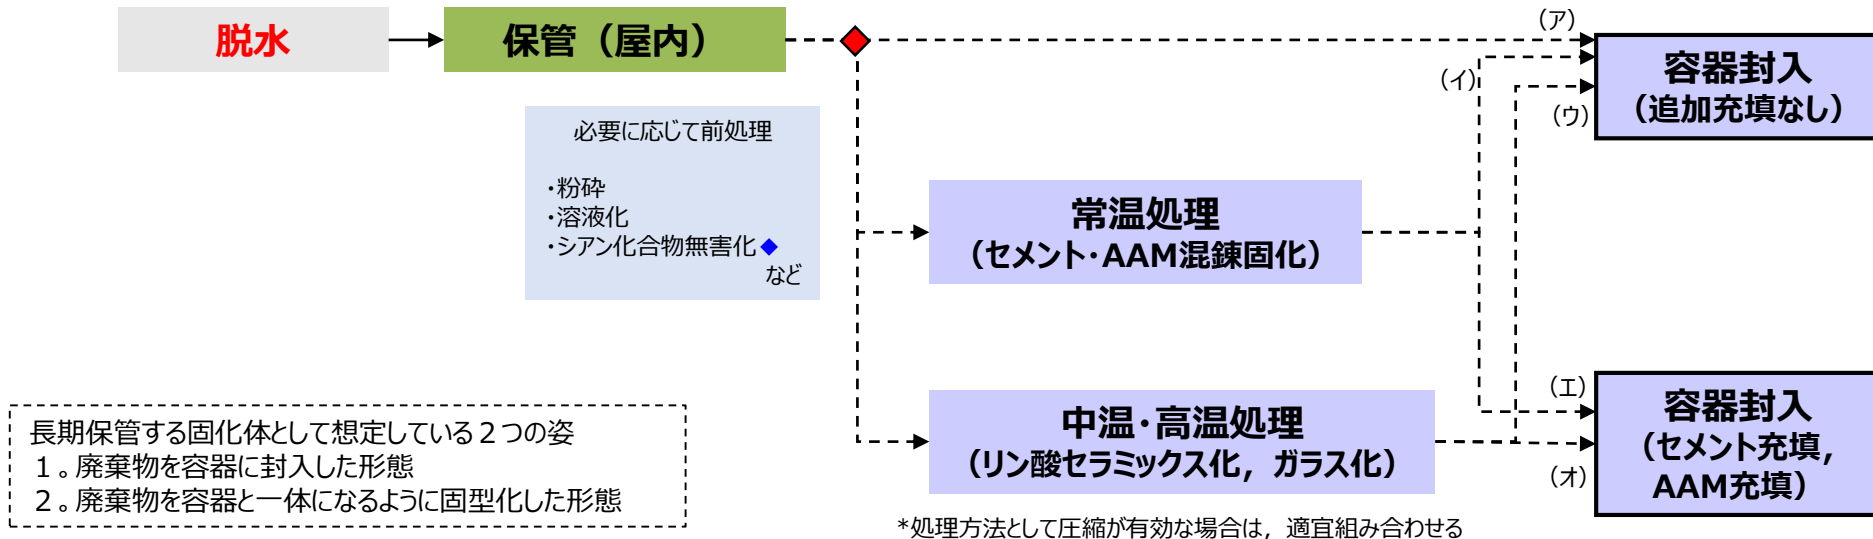 脱水
保管（屋内）
（ア）
容器封入
（追加充填なし）
（イ）
（ウ）
必要に応じて前処理
・粉砕
・溶液化
・シアン化合物無害化◆
など
常温処理
（セメント・AAM混錬固化）
（エ）
容器封入
（セメント充填，
AAM充填）
（オ）
中温・高温処理
（リン酸セラミックス化，ガラス化）
長期保管する固化体として想定している２つの姿
１。廃棄物を容器に封入した形態
２。廃棄物を容器と一体になるように固型化した形態
*処理方法として圧縮が有効な場合は，適宜組み合わせる